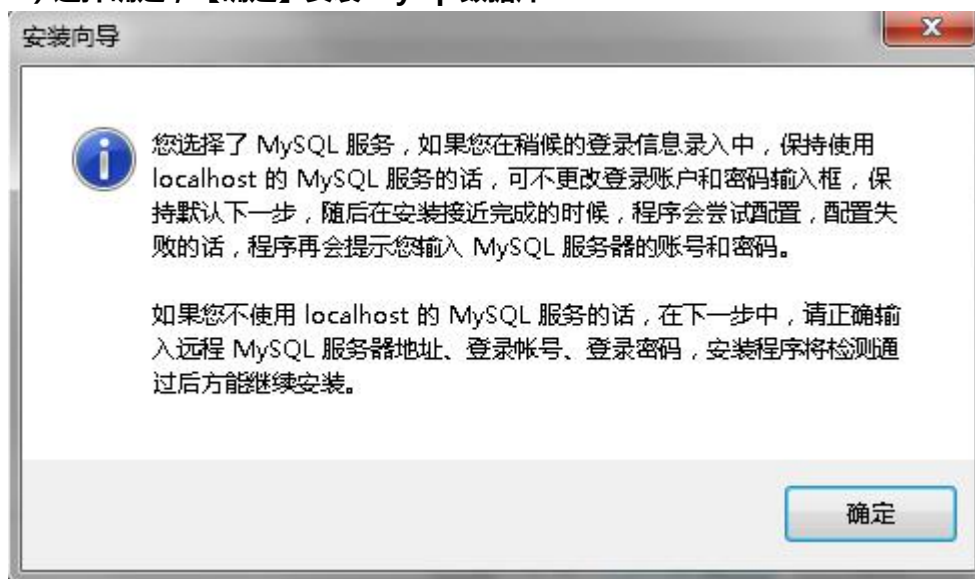 安装向导
您选择了 MySQL 服务，如果您在稍候的登录信息录入中，保持使用
localhost 的 MySQL 服务的话，可不更改登录账户和密码输入框，保
持默认下一步，随后在安装接近完成的时候，程序会尝试配置，配置失
败的话，程序再会提示您输入 MySQL 服务器的账号和密码。
如果您不使用 localhost 的 MySQL 服务的话，在下一步中，请正确输
入远程 MySQL 服务器地址、登录帐号、登录密码，安装程序将检测通
过后方能继续安装。
确定